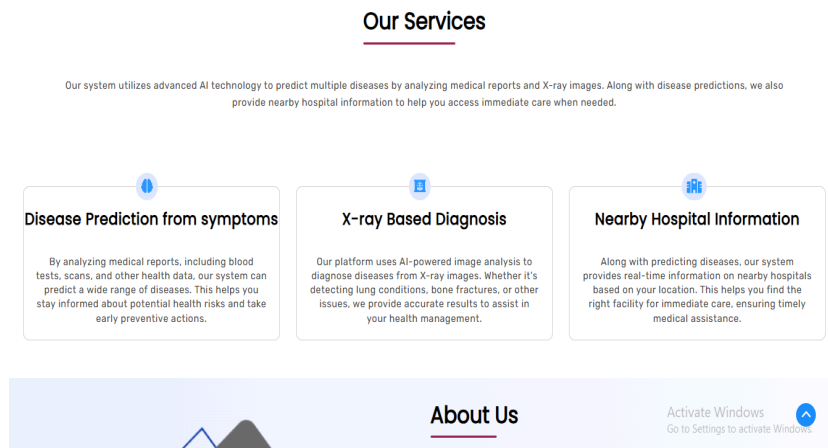 Our Services
Our system utilizes advanced AI technology to predict multiple diseases by analyzing medical reports and X-ray images. Along with disease predictions, we also
provide nearby hospital information to help you access immediate care when needed.
Disease Prediction from symptoms
By analyzing medical reports, including blood
tests, scans, and other health data, our system can
predict a wide range of diseases. This helps you
stay informed about potential health risks and take
early preventive actions.
X-ray Based Diagnosis
Our platform uses AI-powered image analysis to
diagnose diseases from X-ray images. Whether it's
detecting lung conditions, bone fractures, or other
issues, we provide accurate results to assist in
your health management.
Nearby Hospital Information
Along with predicting diseases, our system
provides real-time information on nearby hospitals
based on your location. This helps you find the
right facility for immediate care, ensuring timely
medical assistance.
About Us
Activate Windows
Go to Settings to activate Windows.